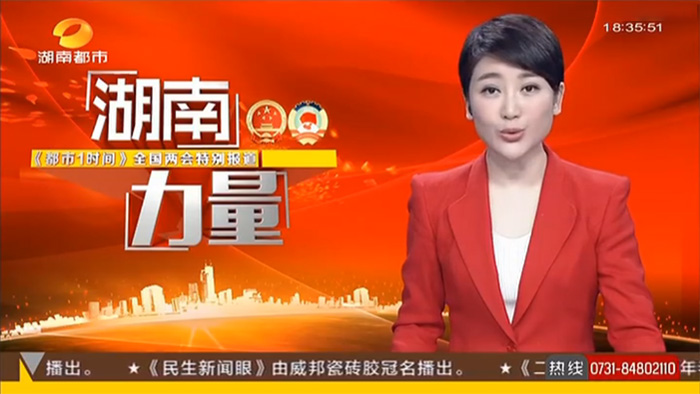 湖南都市
18:35:51
湖南
《都市1时间》全国两会特别报道
力量
播出。 ★《民生新闻眼》由威邦瓷砖胶冠名播出。 ★《二
热线 0731-84802110 年